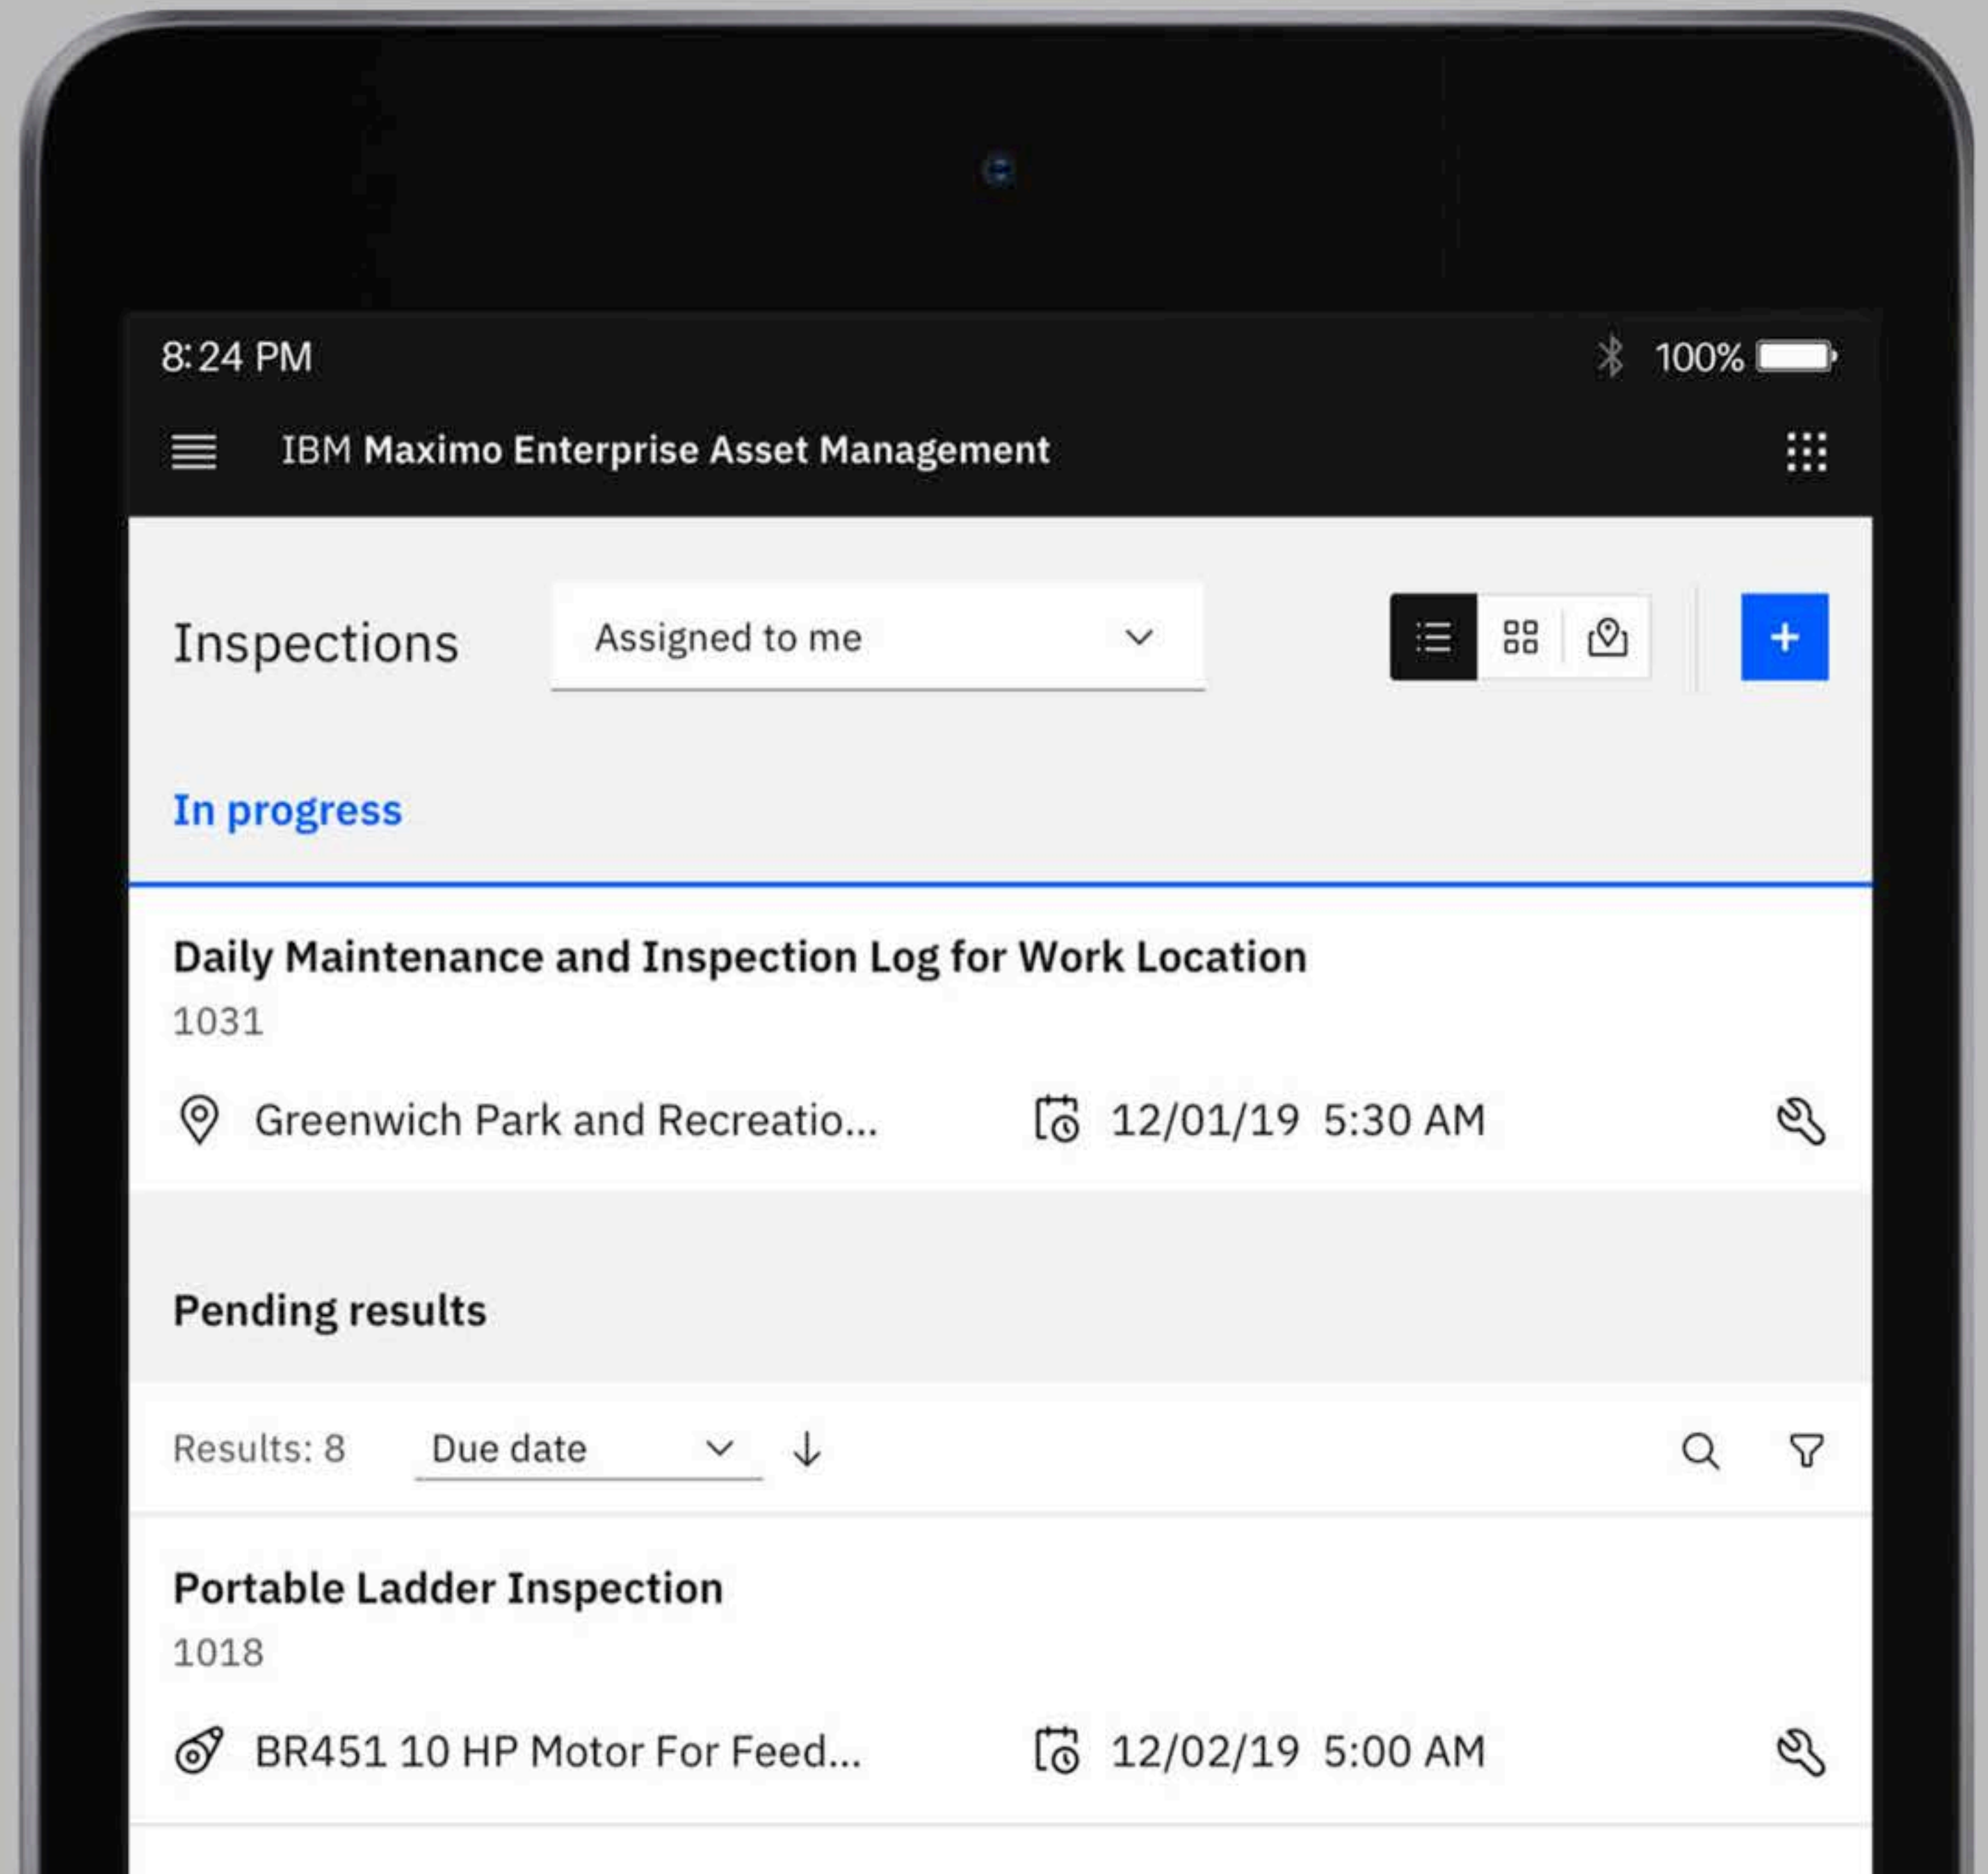 8:24 PM
100%
IBM Maximo Enterprise Asset Management
Inspections
Assigned to me
In progress
Daily Maintenance and Inspection Log for Work Location
1031
Greenwich Park and Recreatio...
12/01/19 5:30 AM
Pending results
Results: 8
Due date
Portable Ladder Inspection
1018
BR451 10 HP Motor For Feed...
12/02/19 5:00 AM